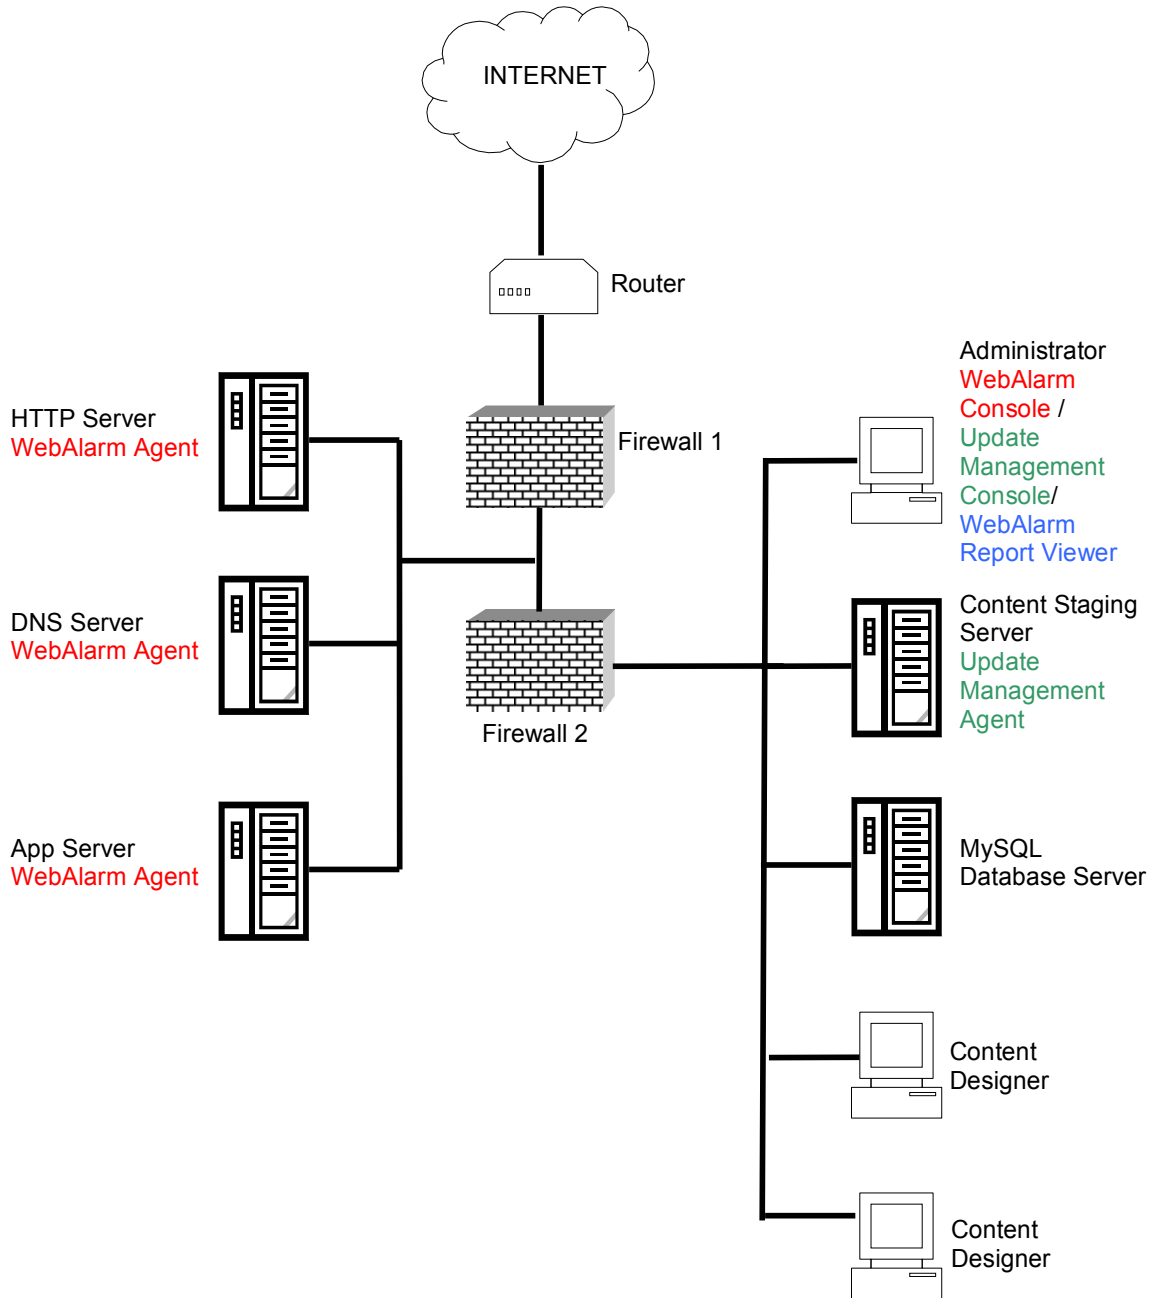 INTERNET
Router
Firewall 1
Firewall 2
HTTP Server
WebAlarm Agent
DNS Server
WebAlarm Agent
App Server
WebAlarm Agent
Administrator
WebAlarm
Console /
Update
Management
Console/
WebAlarm
Report Viewer
Content Staging
Server
Update
Management
Agent
MySQL
Database Server
Content
Designer
Content
Designer